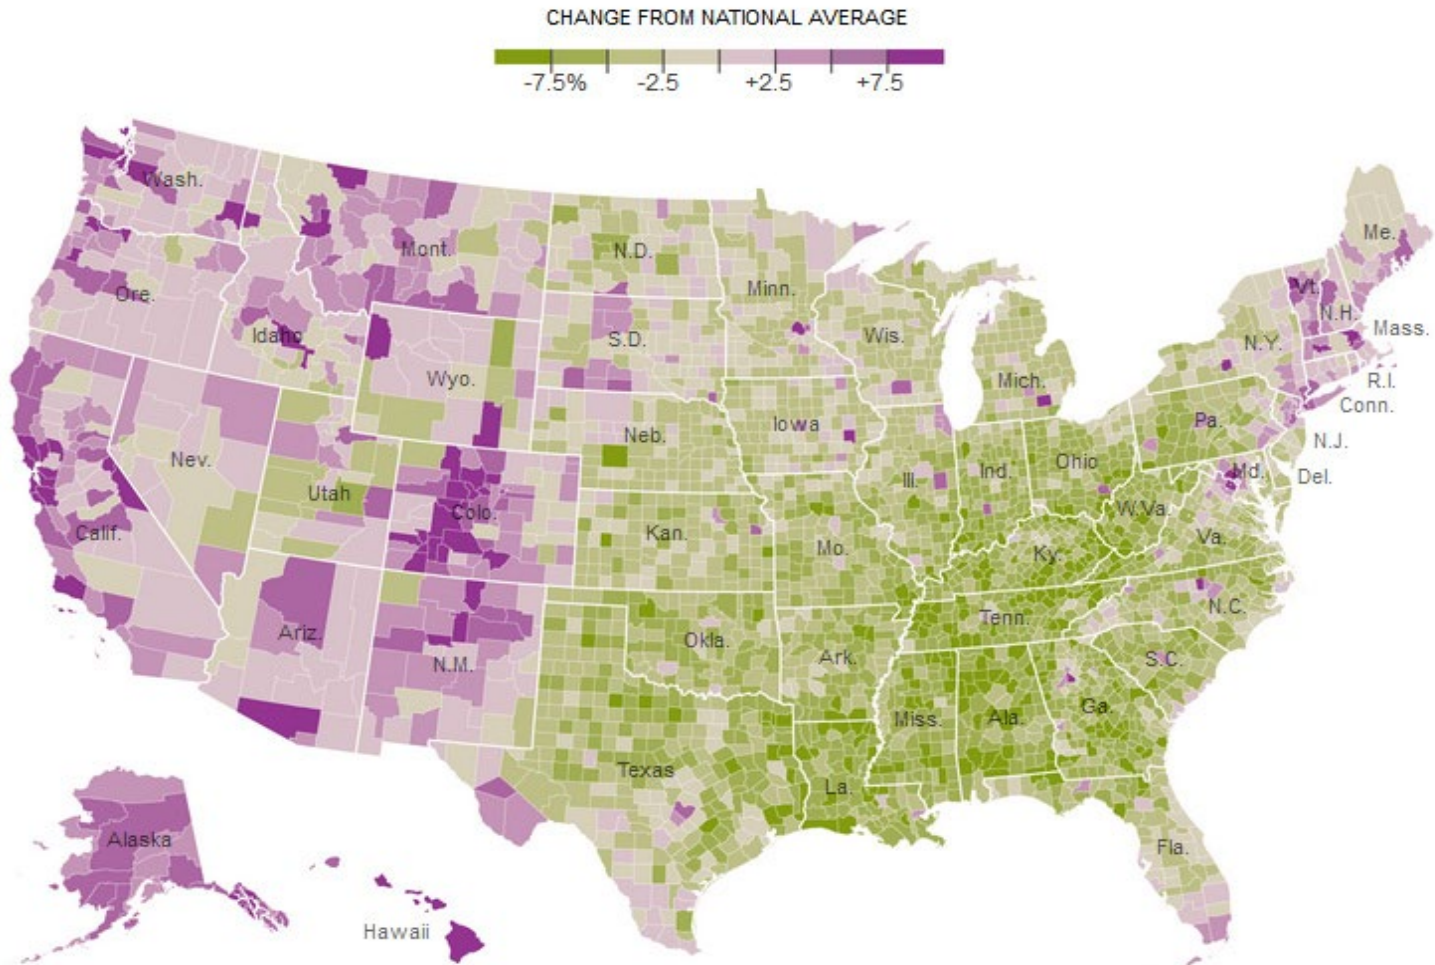 CHANGE FROM NATIONAL AVERAGE
-7.5% -2.5 +2.5 +7.5
Wash.
Mont.
N.D.
Minn.
Me.
Ore.
Idaho
Wyo.
S.D.
Wis.
Mich.
N.Y.
Vt.
N.H.
Mass.
R.I.
Conn.
Nev.
Utah
Colo.
Neb.
Iowa
Ill.
Ind.
Ohio
Pa.
N.J.
Md.
Del.
Calif.
Kan.
Mo.
Ky.
W.Va.
Va.
Ariz.
N.M.
Okla.
Ark.
Tenn.
N.C.
S.C.
Texas
La.
Miss.
Ala.
Ga.
Fla.
Alaska
Hawaii